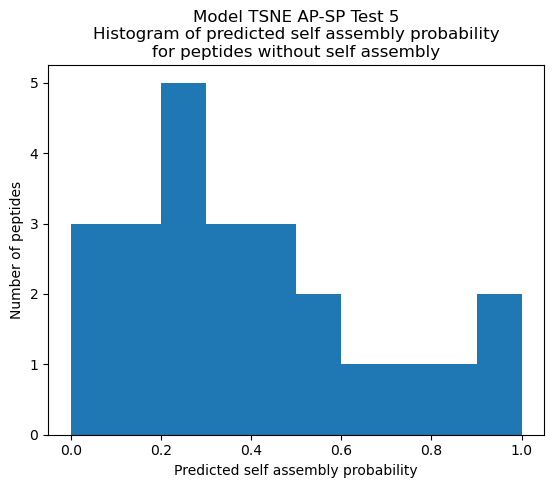 Model TSNE AP-SP Test 5
Histogram of predicted self assembly probability
for peptides without self assembly
5
4
3
2
1
0
Number of peptides
0.0 0.2 0.4 0.6 0.8 1.0
Predicted self assembly probability